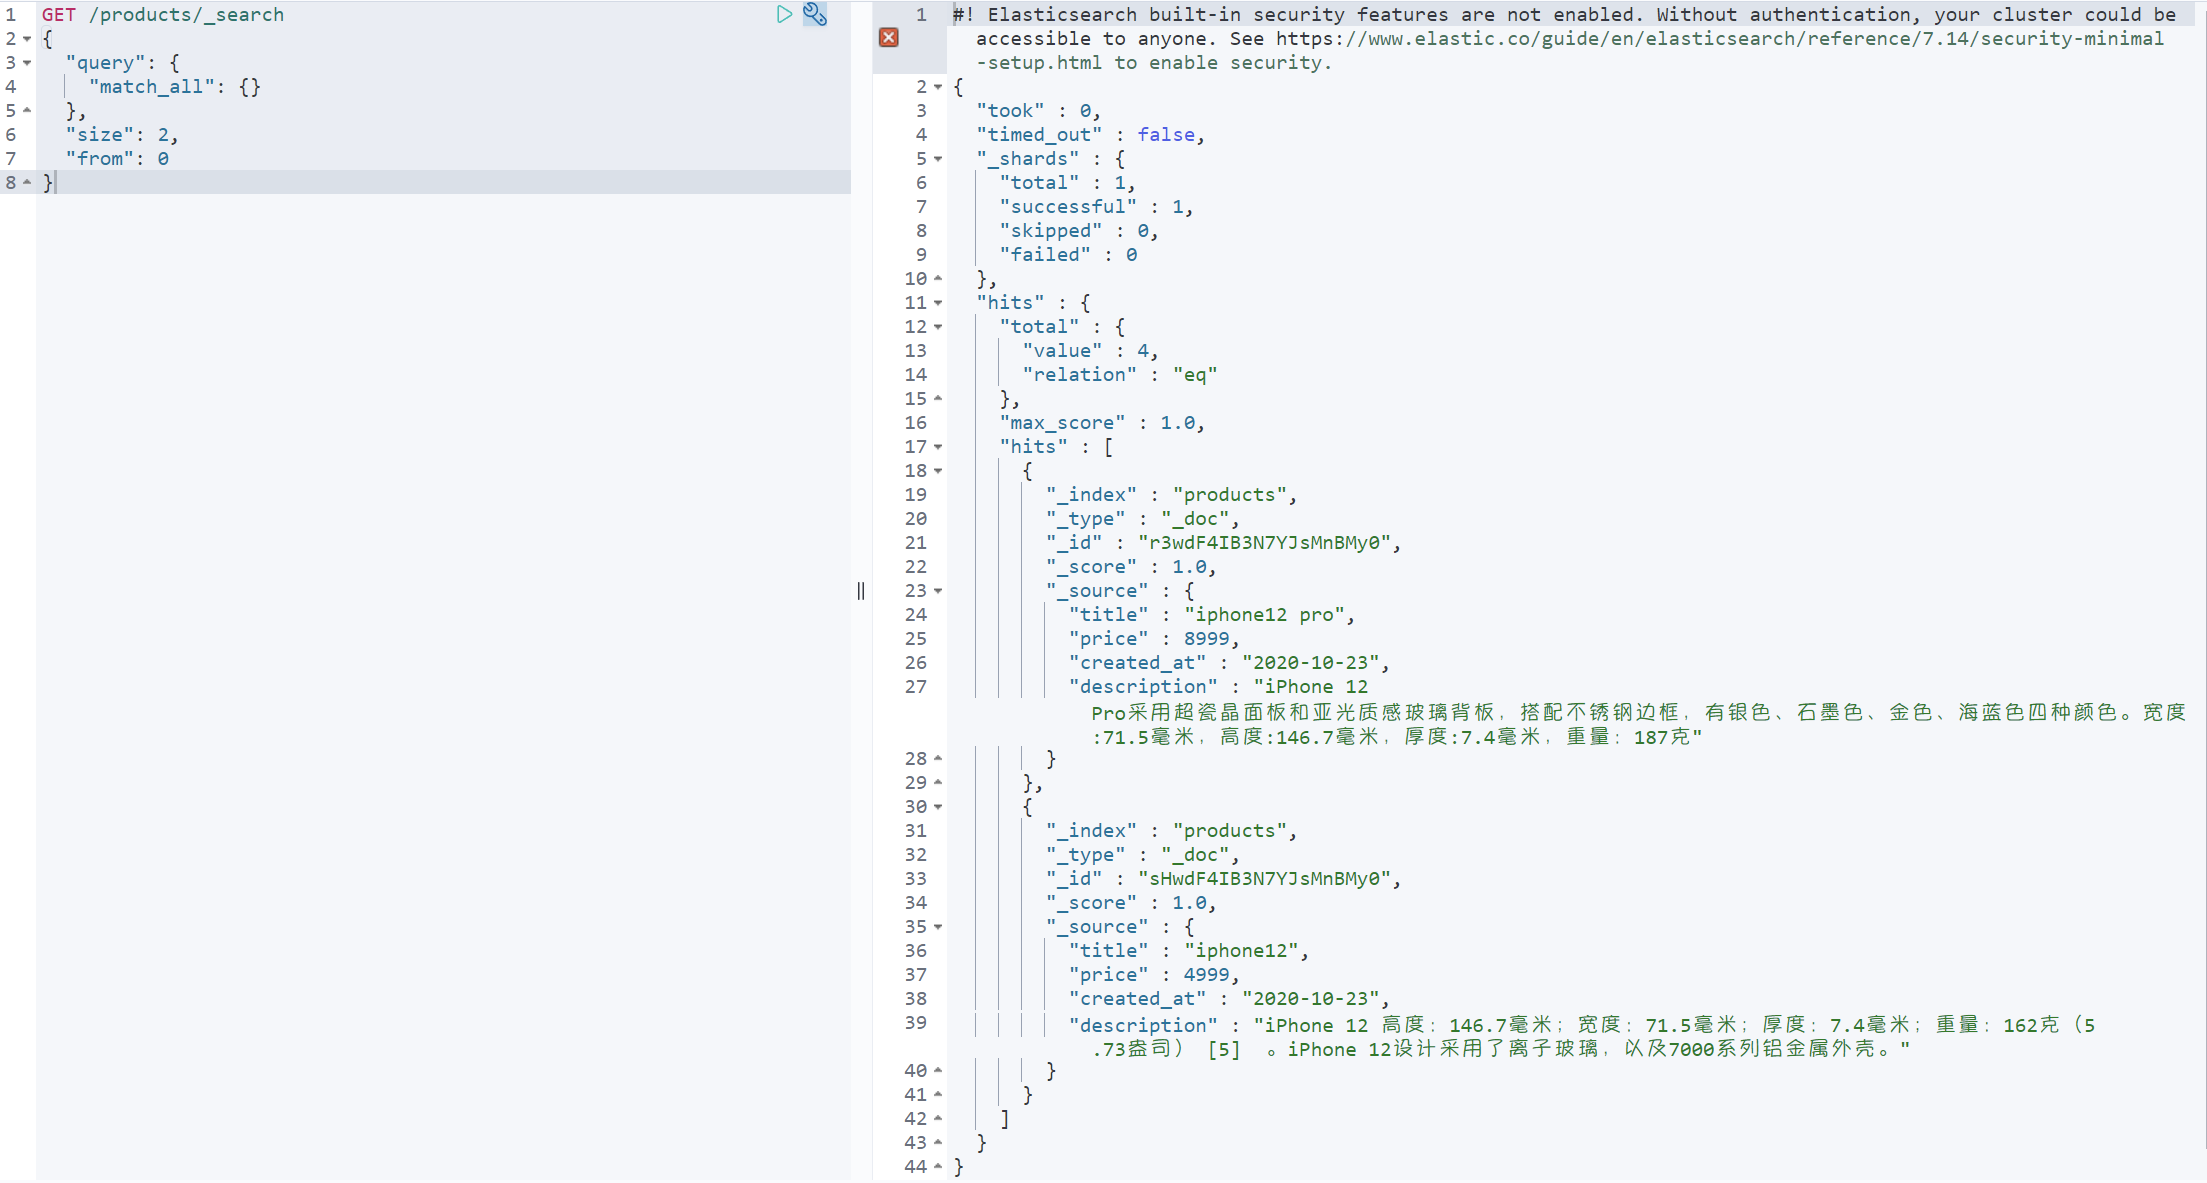 1 GET /products/_search
2 {
3 "query": {
4 "match_all": {}
5 },
6 "size": 2,
7 "from": 0
8 }
1 #! Elasticsearch built-in security features are not enabled. Without authentication, your cluster could be
accessible to anyone. See https://www.elastic.co/guide/en/elasticsearch/reference/7.14/security-minimal
-setup.html to enable security.
2 {
3 "took" : 0,
4 "timed_out" : false,
5 "_shards" : {
6 "total" : 1,
7 "successful" : 1,
8 "skipped" : 0,
9 "failed" : 0
10 },
11 "hits" : {
12 "total" : {
13 "value" : 4,
14 "relation" : "eq"
15 },
16 "max_score" : 1.0,
17 "hits" : [
18 {
19 "_index" : "products",
20 "_type" : "_doc",
21 "_id" : "r3wdF4IB3N7YJsMnBMy0",
22 "_score" : 1.0,
23 "_source" : {
24 "title" : "iphone12 pro",
25 "price" : 8999,
26 "created_at" : "2020-10-23",
27 "description" : "iPhone 12
Pro采用超瓷晶面板和亚光质感玻璃背板，搭配不锈钢边框，有银色、石墨色、金色、海蓝色四种颜色。宽度
:71.5毫米，高度:146.7毫米，厚度:7.4毫米，重量：187克"
28 }
29 },
30 {
31 "_index" : "products",
32 "_type" : "_doc",
33 "_id" : "sHwdF4IB3N7YJsMnBMy0",
34 "_score" : 1.0,
35 "_source" : {
36 "title" : "iphone12",
37 "price" : 4999,
38 "created_at" : "2020-10-23",
39 "description" : "iPhone 12 高度：146.7毫米；宽度：71.5毫米；厚度：7.4毫米；重量：162克（5
.73盎司） [5]  。iPhone 12设计采用了离子玻璃，以及7000系列铝金属外壳。"
40 }
41 }
42 ]
43 }
44 }